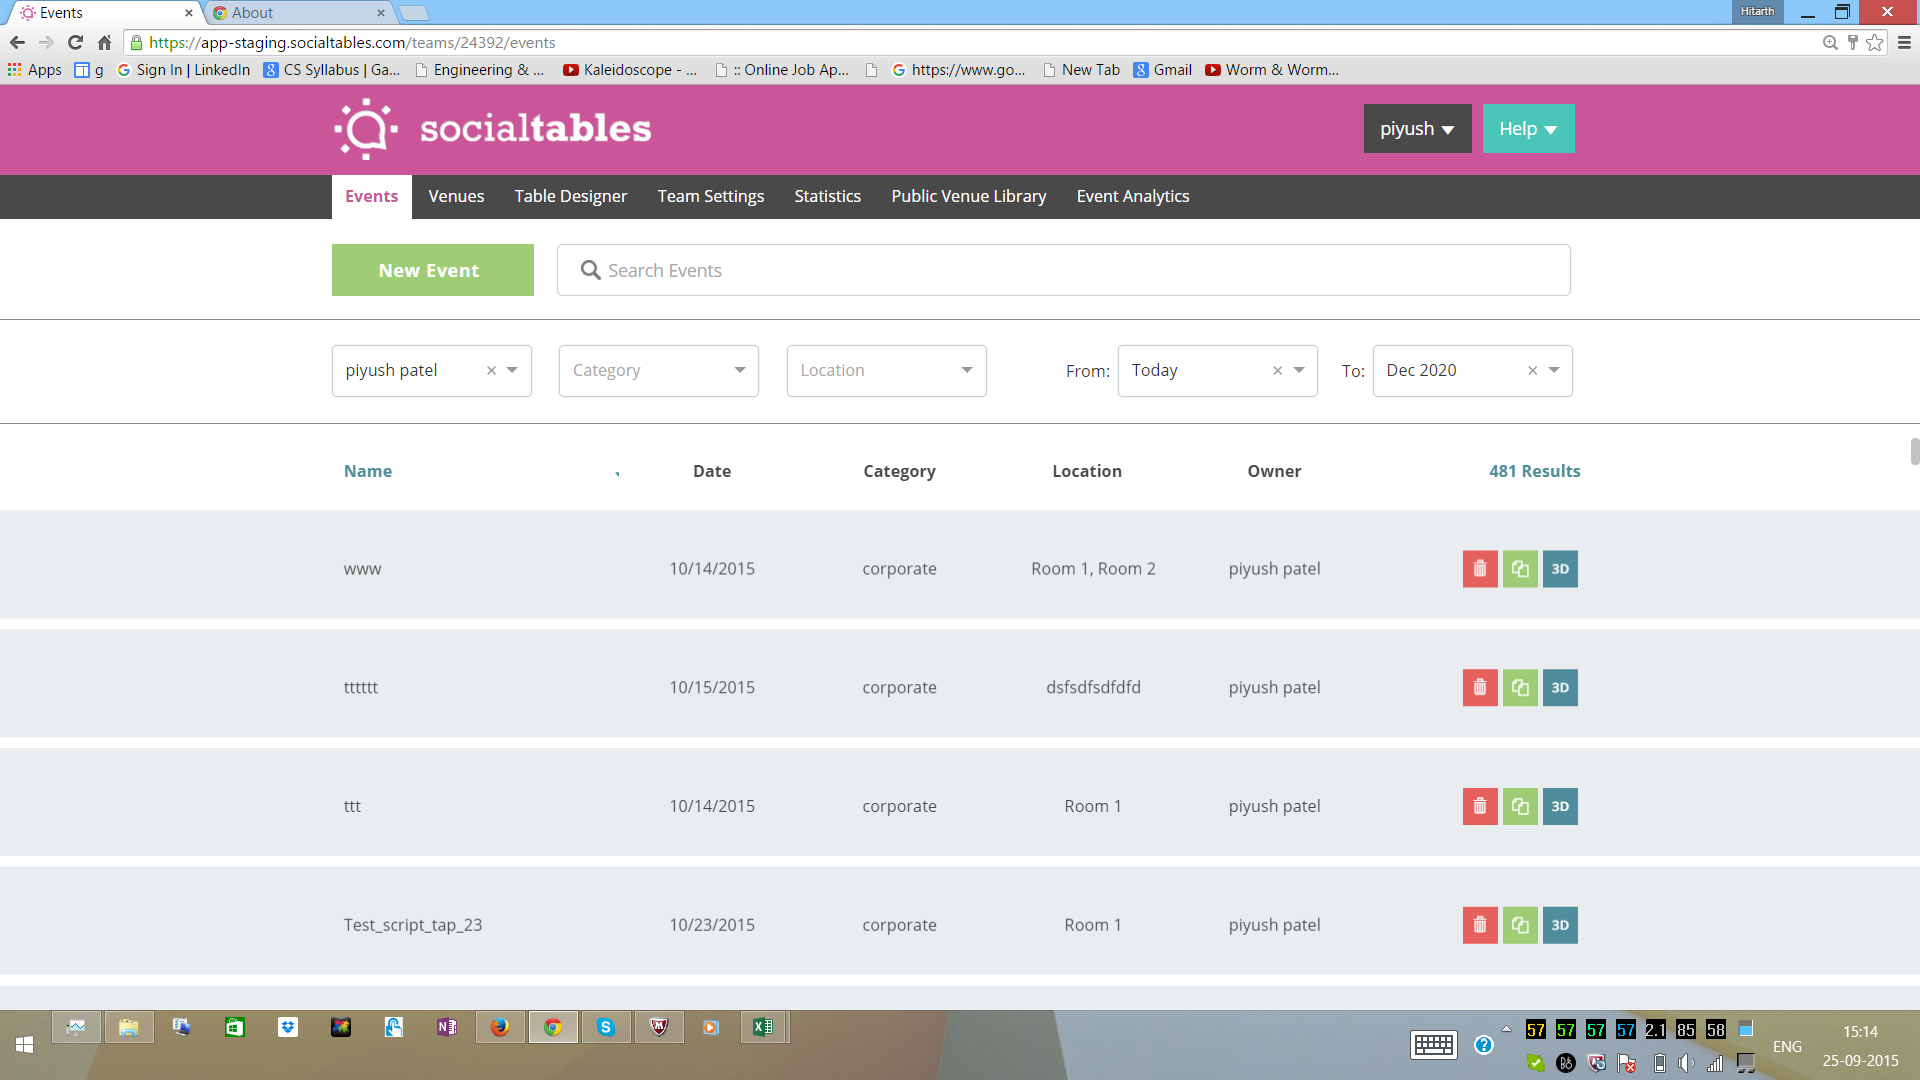 Events
About
Hitarth
https://app-staging.socialtables.com/teams/24392/events
Apps g Sign In | LinkedIn CS Syllabus | Ga... Engineering & ... Kaleidoscope - ... :: Online Job Ap... https://www.go... New Tab Gmail Worm & Worm...
socialtables
piyush
Help
Events Venues Table Designer Team Settings Statistics Public Venue Library Event Analytics
New Event
Search Events
piyush patel
Category
Location
From: Today
To: Dec 2020
Name Date Category Location Owner 481 Results
www 10/14/2015 corporate Room 1, Room 2 piyush patel 3D
tttttt 10/15/2015 corporate dsfsdfsdfdfd piyush patel 3D
ttt 10/14/2015 corporate Room 1 piyush patel 3D
Test_script_tap_23 10/23/2015 corporate Room 1 piyush patel 3D
57 57 57 57 2.1 85 58
ENG
15:14
25-09-2015